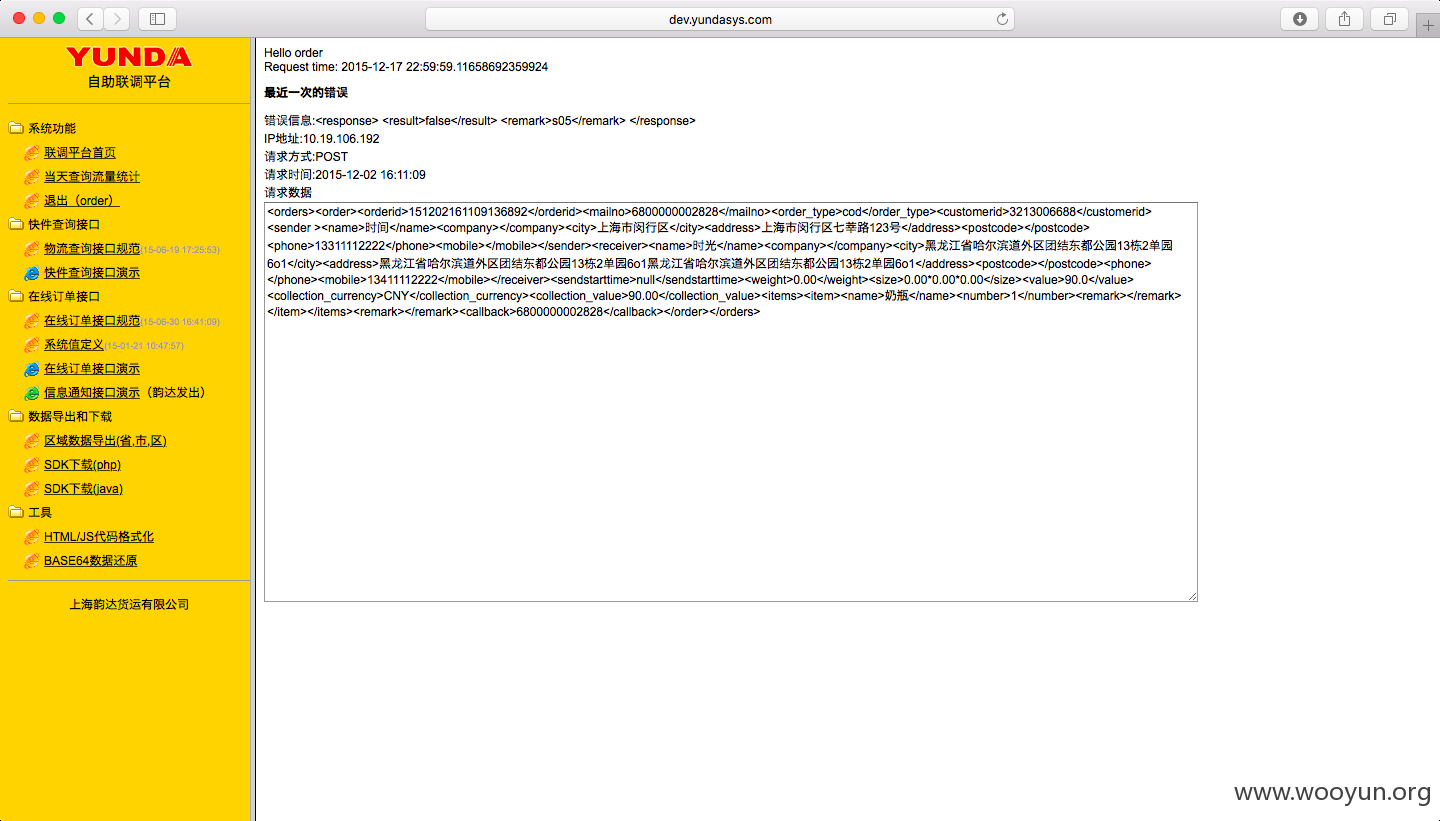 dev.yundasys.com
YUNDA
自助联调平台
系统功能
联调平台首页
当天查询流量统计
退出（order）
快件查询接口
物流查询接口规范(15-06-19 17:25:53)
快件查询接口演示
在线订单接口
在线订单接口规范(15-06-30 16:41:09)
系统值定义(15-01-21 10:47:57)
在线订单接口演示
信息通知接口演示（韵达发出）
数据导出和下载
区域数据导出(省,市,区)
SDK下载(php)
SDK下载(java)
工具
HTML/JS代码格式化
BASE64数据还原
上海韵达货运有限公司
Hello order
Request time: 2015-12-17 22:59:59.11658692359924
最近一次的错误
错误信息:<response> <result>false</result> <remark>s05</remark> </response>
IP地址:10.19.106.192
请求方式:POST
请求时间:2015-12-02 16:11:09
请求数据
<orders><order><orderid>151202161109136892</orderid><mailno>6800000002828</mailno><order_type>cod</order_type><customerid>3213006688</customerid>
<sender ><name>时间</name><company></company><city>上海市闵行区</city><address>上海市闵行区七莘路123号</address><postcode></postcode>
<phone>13311112222</phone><mobile></mobile></sender><receiver><name>时光</name><company></company><city>黑龙江省哈尔滨道外区团结东都公园13栋2单园
6o1</city><address>黑龙江省哈尔滨道外区团结东都公园13栋2单园6o1黑龙江省哈尔滨道外区团结东都公园13栋2单园6o1</address><postcode></postcode><phone>
</phone><mobile>13411112222</mobile></receiver><sendstarttime>null</sendstarttime><weight>0.00</weight><size>0.00*0.00*0.00</size><value>90.0</value>
<collection_currency>CNY</collection_currency><collection_value>90.00</collection_value><items><item><name>奶瓶</name><number>1</number><remark></remark>
</item></items><remark></remark><callback>6800000002828</callback></order></orders>
www.wooyun.org